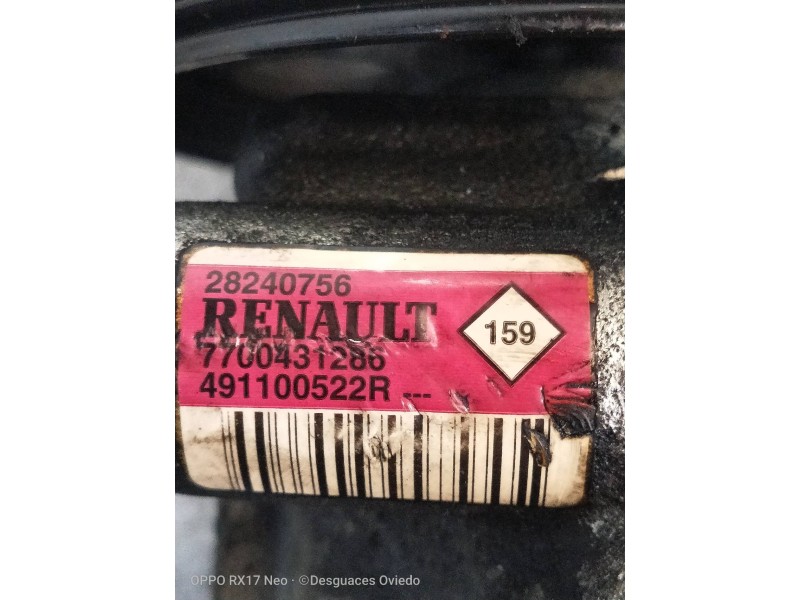 28240756
RENAULT
159
7700431286
491100522R ---
OPPO RX17 Neo · ©Desguaces Oviedo